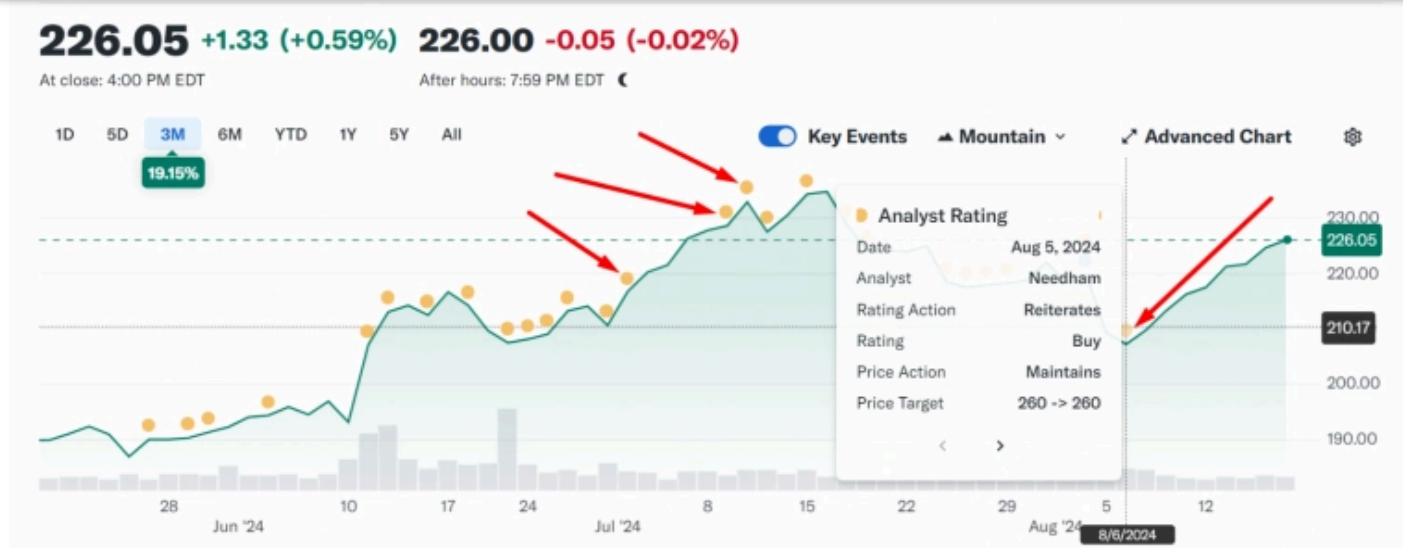 226.05 +1.33 (+0.59%) 226.00 -0.05 (-0.02%)
At close: 4:00 PM EDT After hours: 7:59 PM EDT
1D 5D 3M 6M YTD 1Y 5Y All Key Events Mountain Advanced Chart
19.15%
230.00
226.05
220.00
210.17
200.00
190.00
Analyst Rating
Date Aug 5, 2024
Analyst Needham
Rating Action Reiterates
Rating Buy
Price Action Maintains
Price Target 260 -> 260
28 10 17 24 8 15 22 29 5 12
Jun '24 Jul '24 Aug '24
8/6/2024